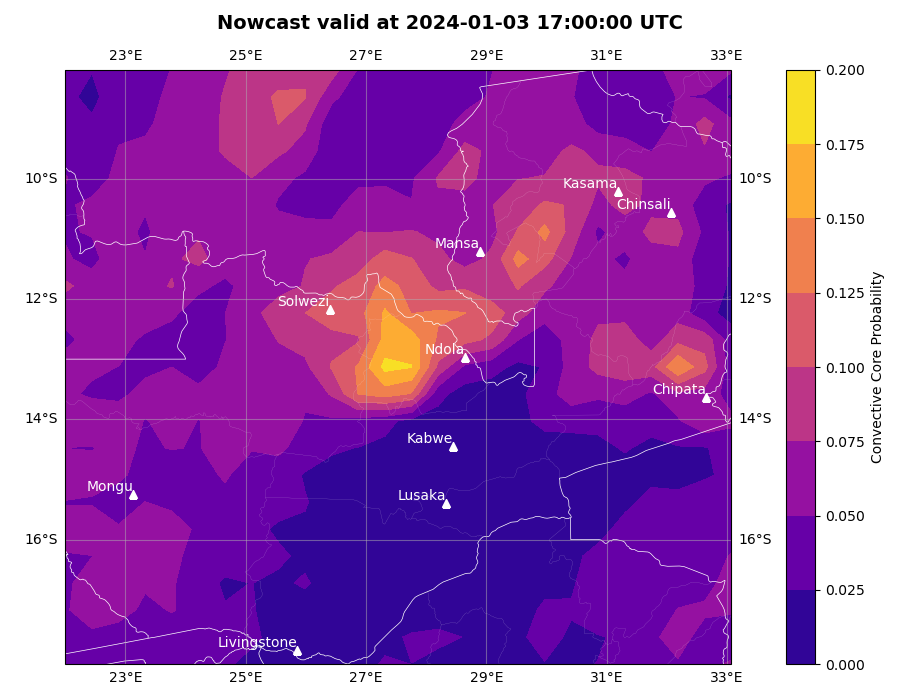 Nowcast valid at 2024-01-03 17:00:00 UTC
23°E 25°E 27°E 29°E 31°E 33°E
0.200
0.175
10°S Kasama 10°S
Chinsali
0.150
Mansa
12°S Solwezi 12°S
0.125
Ndola
0.100
Chipata
14°S 14°S
Kabwe
0.075
Mongu
Lusaka
0.050
16°S 16°S
0.025
Livingstone
0.000
23°E 25°E 27°E 29°E 31°E 33°E
Convective Core Probability